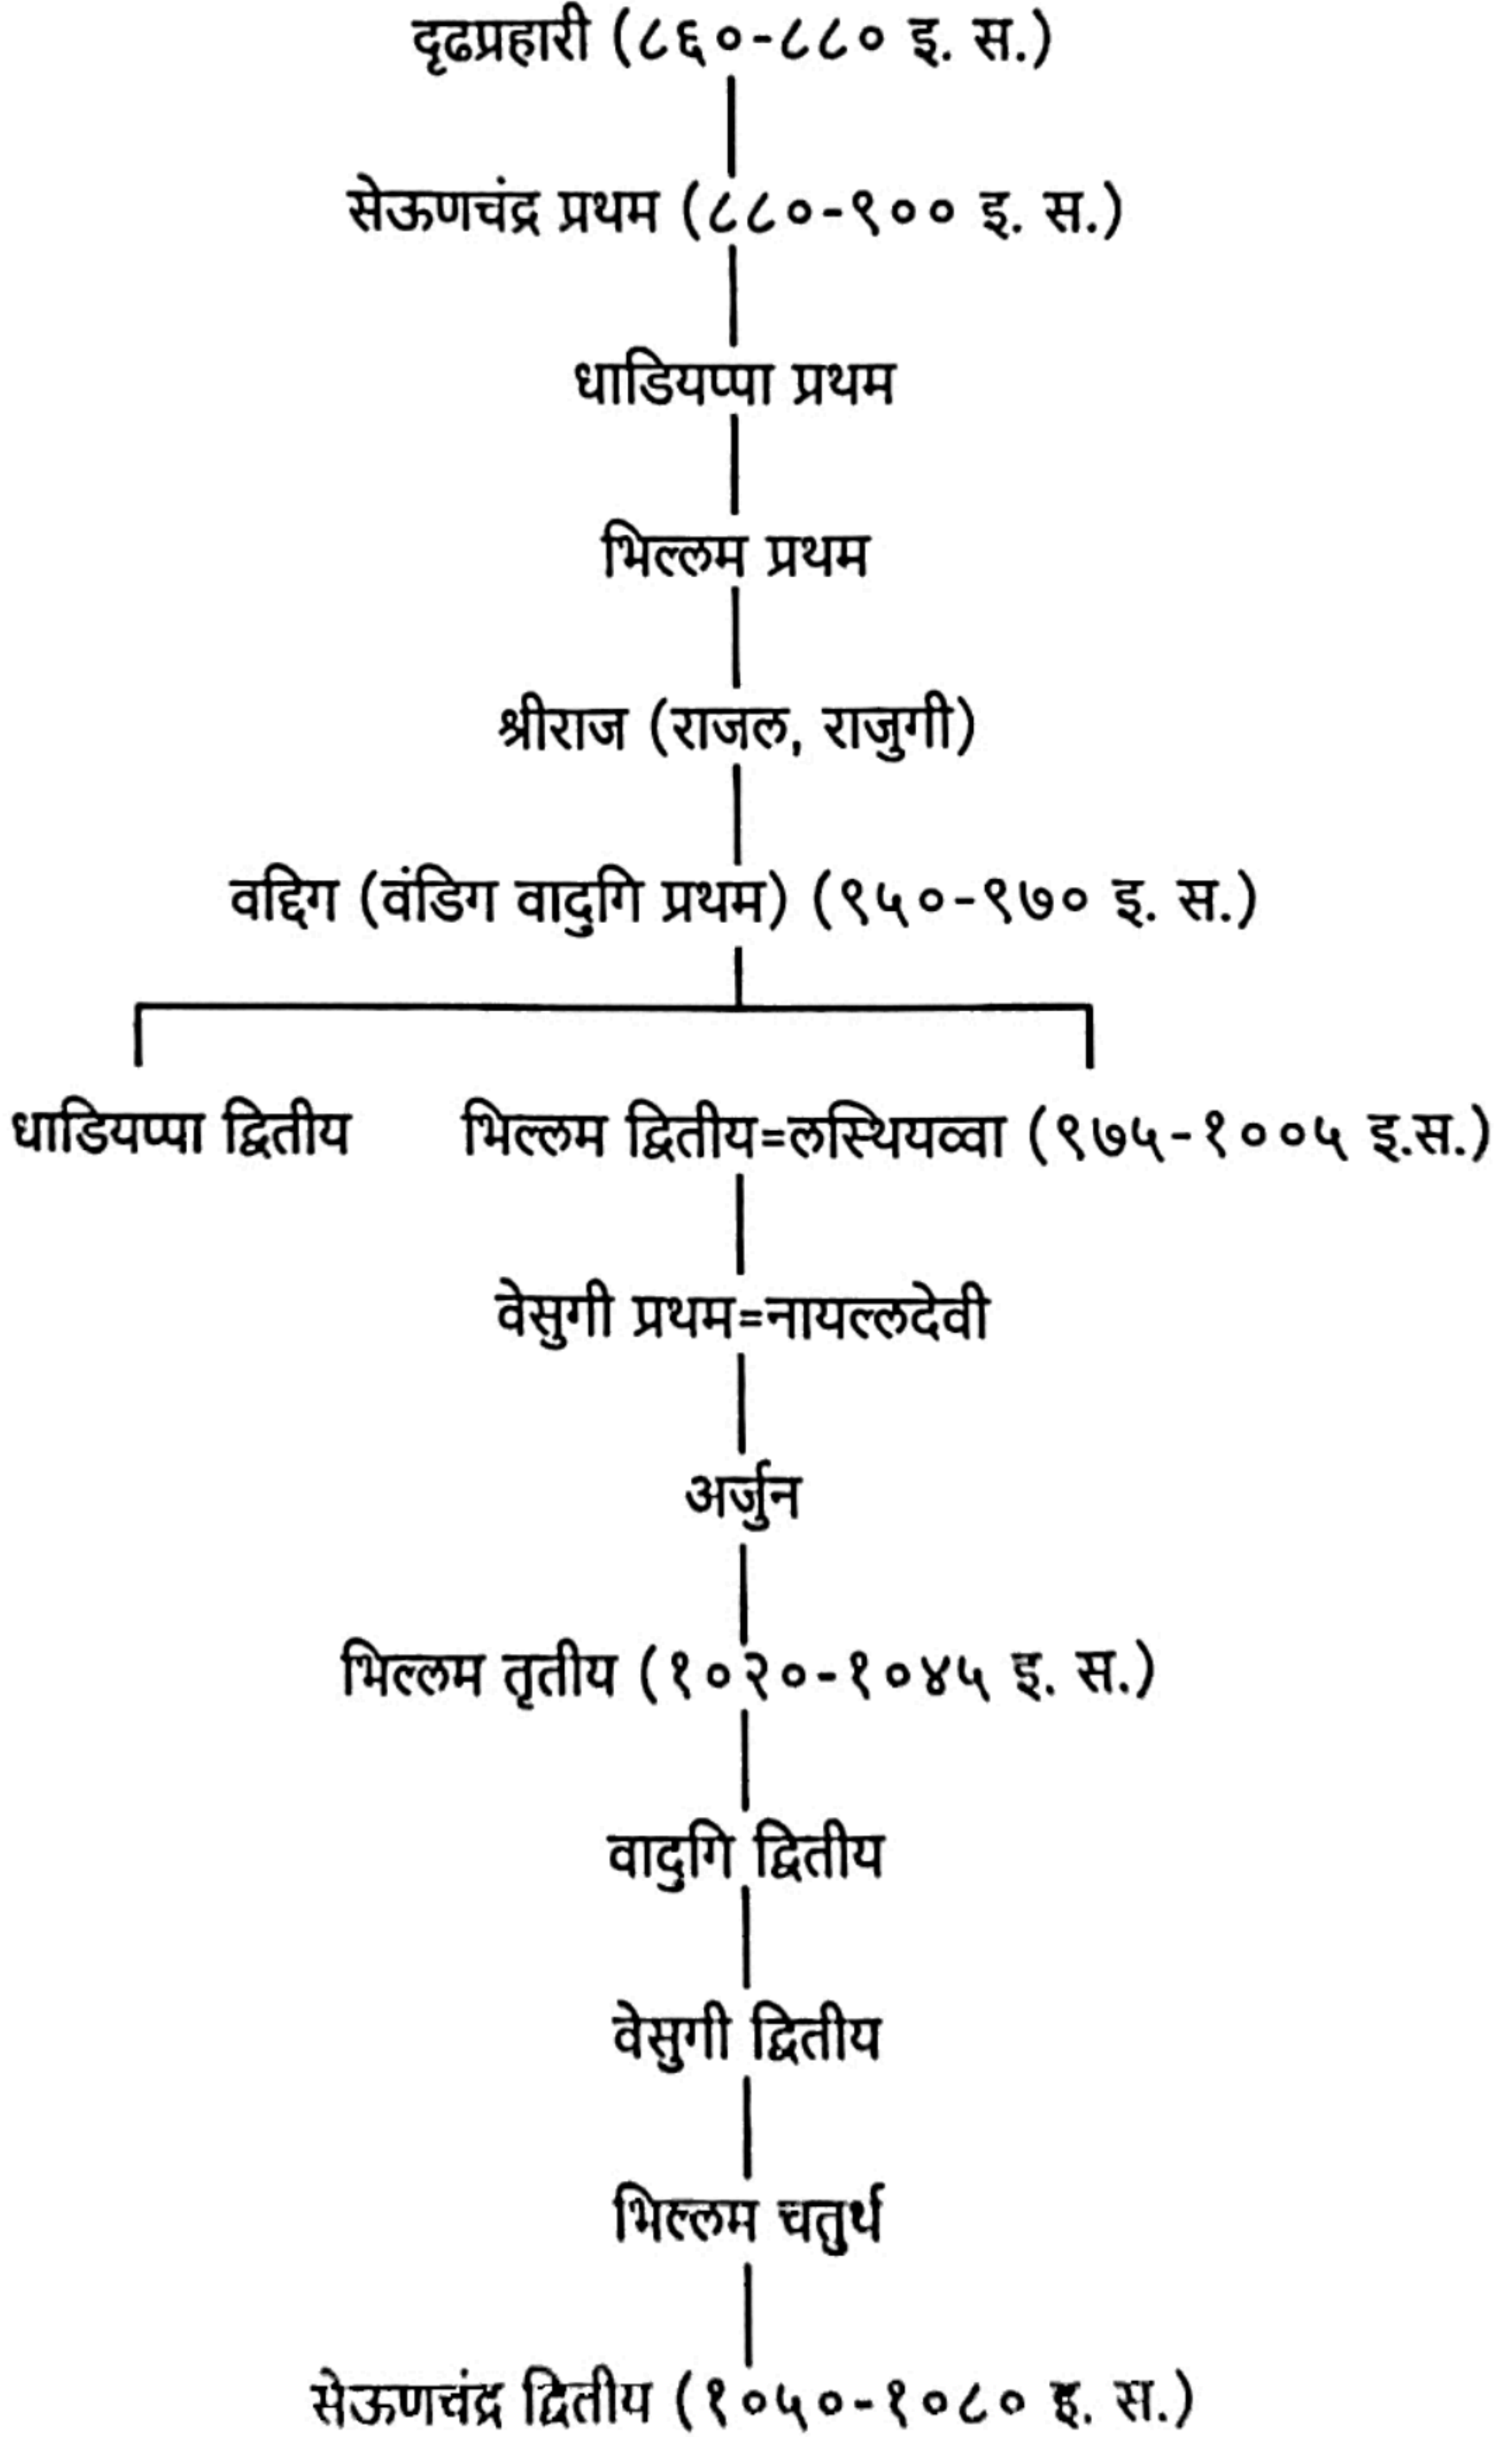 दृढप्रहारी (८६०-८८० इ. स.)
सेऊणचंद्र प्रथम (८८०-९०० इ. स.)
धाडियप्पा प्रथम
भिल्लम प्रथम
श्रीराज (राजल, राजुगी)
वद्दिग (वंडिग वादुगि प्रथम) (९५०-९७० इ. स.)
धाडियप्पा द्वितीय भिल्लम द्वितीय=लस्थियव्वा (९७५-१००५ इ.स.)
वेसुगी प्रथम=नायल्लदेवी
अर्जुन
भिल्लम तृतीय (१०२०-१०४५ इ. स.)
वादुगि द्वितीय
वेसुगी द्वितीय
भिल्लम चतुर्थ
सेऊणचंद्र द्वितीय (१०५०-१०८० इ. स.)